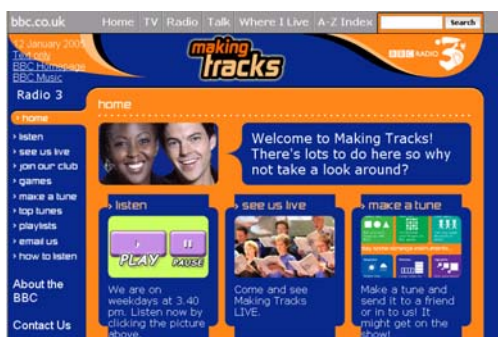 bbc.co.uk Home TV Radio Talk Where I Live A-Z Index Search
12 January 2005
Text only
BBC Homepage
BBC Music
making tracks
BBC RADIO 3
Radio 3
› home
› listen
› see us live
› join our club
› games
› make a tune
› top tunes
› playlists
› email us
› how to listen
About the
BBC
Contact Us
home
Welcome to Making Tracks!
There's lots to do here so why
not take a look around?
› listen
PLAY PAUSE
We are on
weekdays at 3.40
pm. Listen now by
clicking the picture
above.
› see us live
Come and see
Making Tracks
LIVE.
› make a tune
Make a tune and
send it to a friend
or in to us! It
might get on the
show!